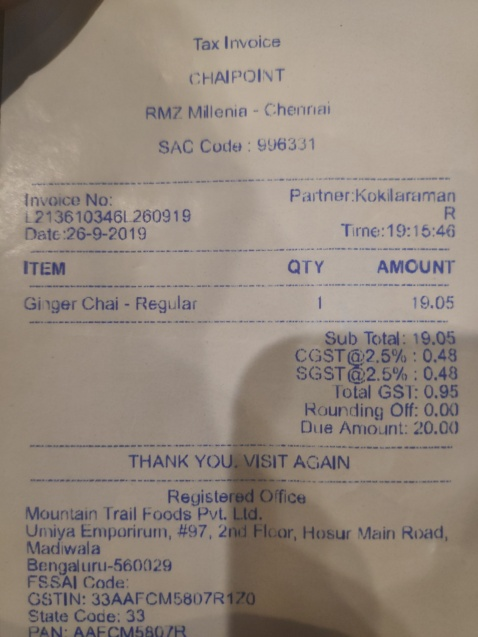 Tax Invoice
CHAIPOINT
RMZ Millenia - Chennai
SAC Code : 996331
Invoice No: Partner:Kokilaraman
L213610346L260919 R
Date:26-9-2019 Time:19:15:46
ITEM QTY AMOUNT
Ginger Chai - Regular 1 19.05
Sub Total: 19.05
CGST@2.5% : 0.48
SGST@2.5% : 0.48
Total GST: 0.95
Rounding Off: 0.00
Due Amount: 20.00
THANK YOU. VISIT AGAIN
Registered Office
Mountain Trail Foods Pvt. Ltd.
Umiya Emporirum, #97, 2nd Floor, Hosur Main Road,
Madiwala
Bengaluru-560029
FSSAI Code:
GSTIN: 33AAFCM5807R1Z0
State Code: 33
PAN: AAFCM5807R